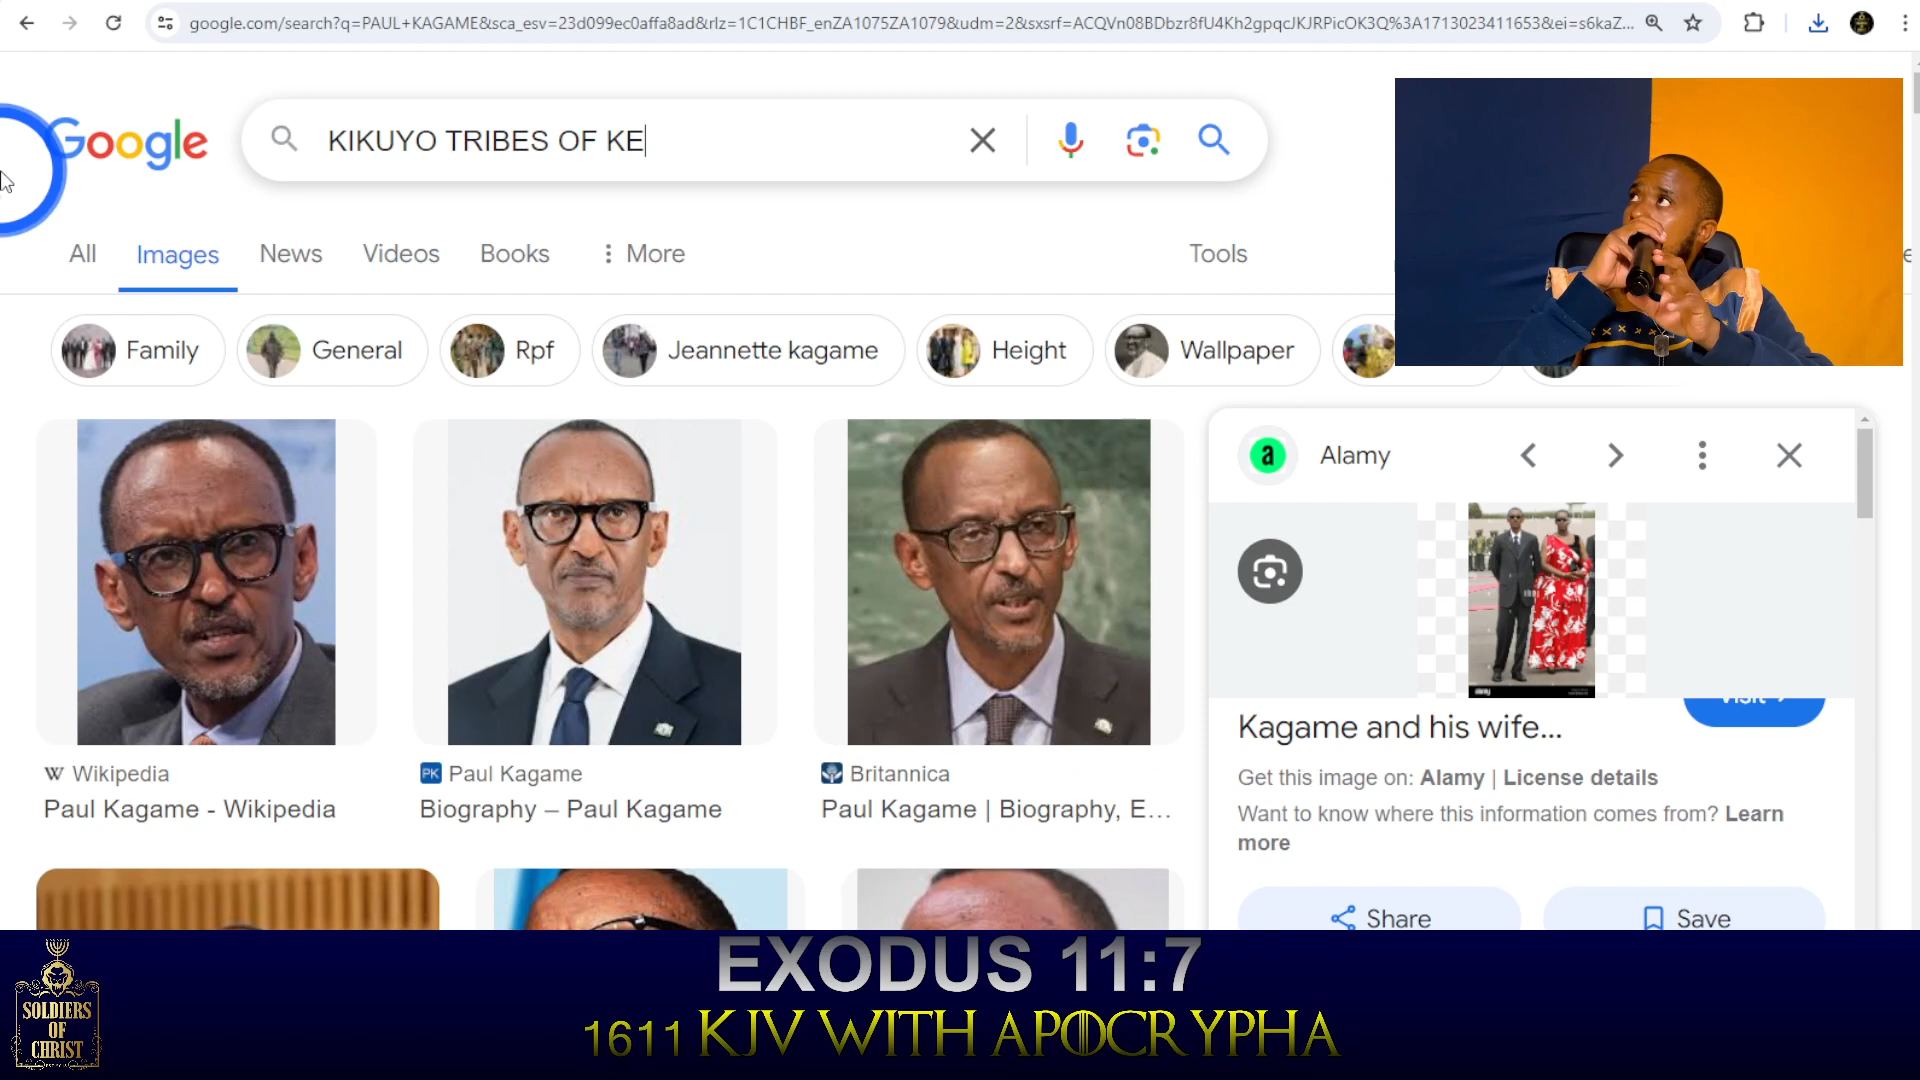 google.com/search?q=PAUL+KAGAME&sca_esv=23d099ec0affa8ad&rlz=1C1CHBF_enZA1075ZA1079&udm=2&sxsrf=ACQVn08BDbzr8fU4Kh2gpqcJKJRPicOK3Q%3A1713023411653&ei=s6kaZ...
Google
KIKUYO TRIBES OF KE
All Images News Videos Books More Tools
Family General Rpf Jeannette kagame Height Wallpaper
a Alamy
Wikipedia
Paul Kagame - Wikipedia
PK Paul Kagame
Biography – Paul Kagame
Britannica
Paul Kagame | Biography, E...
Visit
Kagame and his wife...
Get this image on: Alamy | License details
Want to know where this information comes from? Learn
more
Share Save
SOLDIERS
OF
CHRIST
EXODUS 11:7
1611 KJV WITH APOCRYPHA